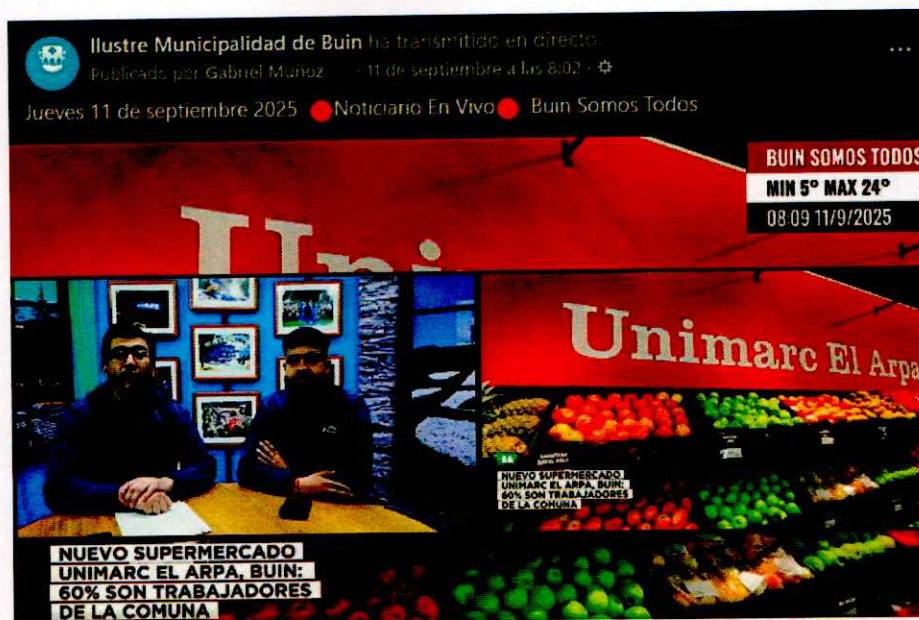 Ilustre Municipalidad de Buin ha transmitido en directo.
Publicado por Gabriel Muñoz · 11 de septiembre a las 8:02 ·
Jueves 11 de septiembre 2025 🔴Noticiario En Vivo🔴 Buin Somos Todos
BUIN SOMOS TODOS
MIN 5° MAX 24°
08:09 11/9/2025
Uni
Unimarc El Arpa
NUEVO SUPERMERCADO
UNIMARC EL ARPA, BUIN:
60% SON TRABAJADORES
DE LA COMUNA
NUEVO SUPERMERCADO
UNIMARC EL ARPA, BUIN:
60% SON TRABAJADORES
DE LA COMUNA